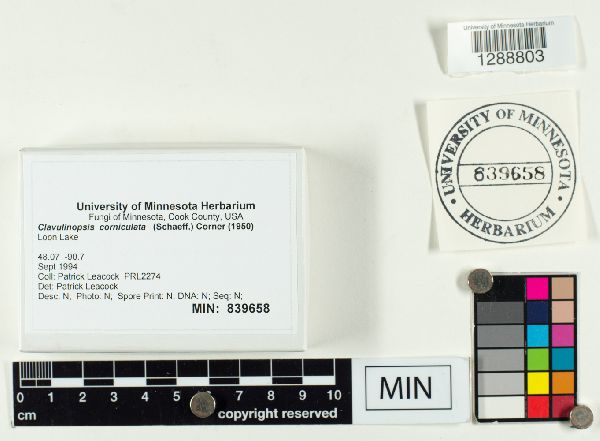 University of Minnesota Herbarium
1288803
UNIVERSITY OF MINNESOTA
839658
HERBARIUM
University of Minnesota Herbarium
Fungi of Minnesota, Cook County, USA
Clavulinopsis corniculata (Schaeff.) Corner (1950)
Loon Lake
48.07 -90.7
Sept 1994
Coll: Patrick Leacock PRL2274
Det: Patrick Leacock
Desc: N; Photo: N; Spore Print: N; DNA: N; Seq: N;
MIN: 839658
0 1 2 3 4 5 6 7 8 9 10
cm
copyright reserved
MIN